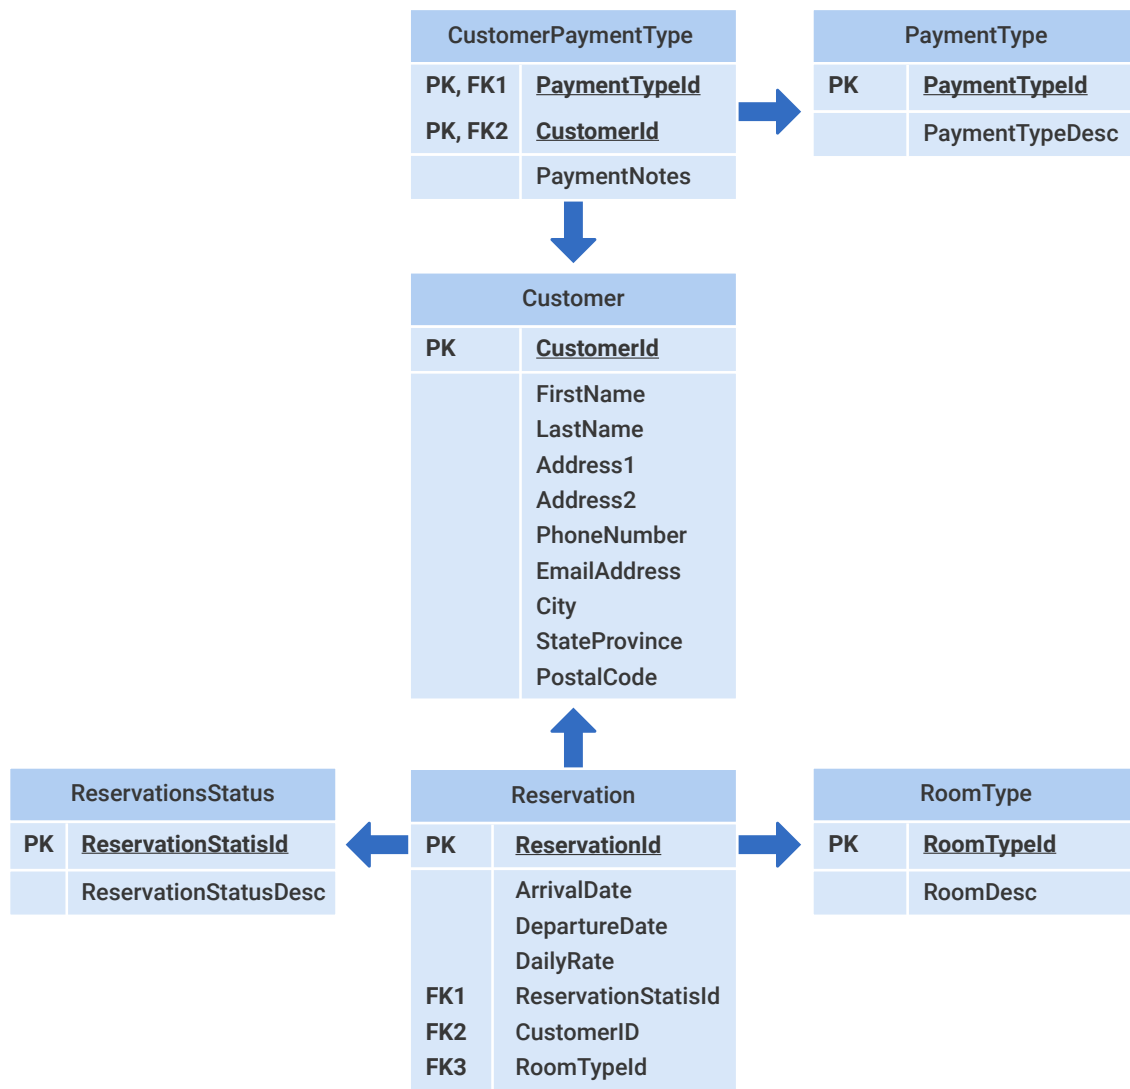 CustomerPaymentType
PK, FK1 PaymentTypeId
PK, FK2 CustomerId
PaymentNotes
PaymentType
PK PaymentTypeId
PaymentTypeDesc
Customer
PK CustomerId
FirstName
LastName
Address1
Address2
PhoneNumber
EmailAddress
City
StateProvince
PostalCode
ReservationsStatus
PK ReservationStatisId
ReservationStatusDesc
Reservation
PK ReservationId
ArrivalDate
DepartureDate
DailyRate
FK1 ReservationStatisId
FK2 CustomerID
FK3 RoomTypeId
RoomType
PK RoomTypeId
RoomDesc